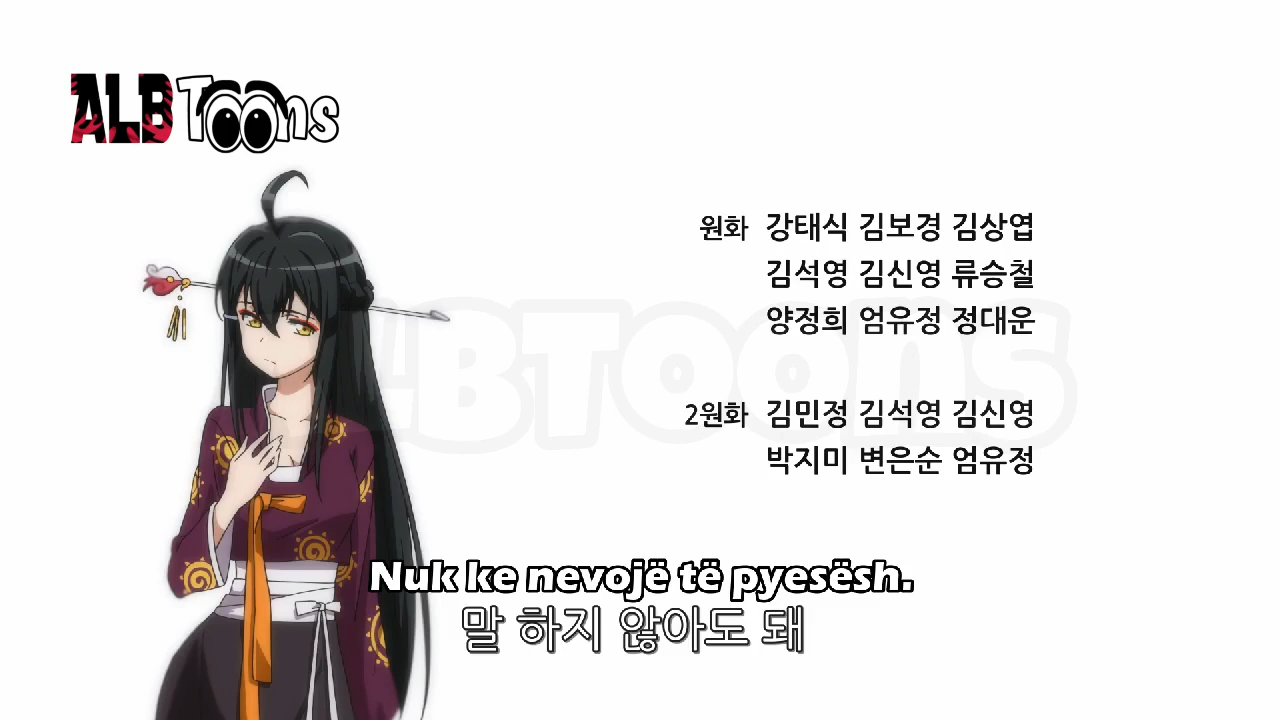 ALBToons
원화 강태식 김보경 김상엽
김석영 김신영 류승철
양정희 엄유정 정대운
ALBToons
2원화 김민정 김석영 김신영
박지미 변은순 엄유정
Nuk ke nevojë të pyesësh.
말 하지 않아도 돼